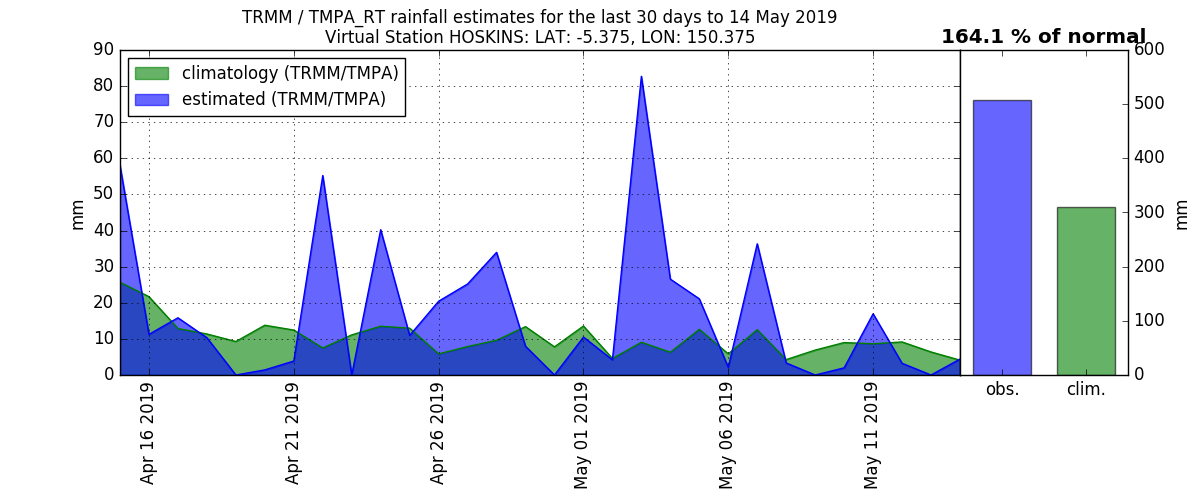 TRMM / TMPA_RT rainfall estimates for the last 30 days to 14 May 2019
Virtual Station HOSKINS: LAT: -5.375, LON: 150.375
164.1 % of normal
climatology (TRMM/TMPA)
estimated (TRMM/TMPA)
90
80
70
60
50
40
30
20
10
0
mm
Apr 16 2019
Apr 21 2019
Apr 26 2019
May 01 2019
May 06 2019
May 11 2019
600
500
400
300
200
100
0
mm
obs.
clim.